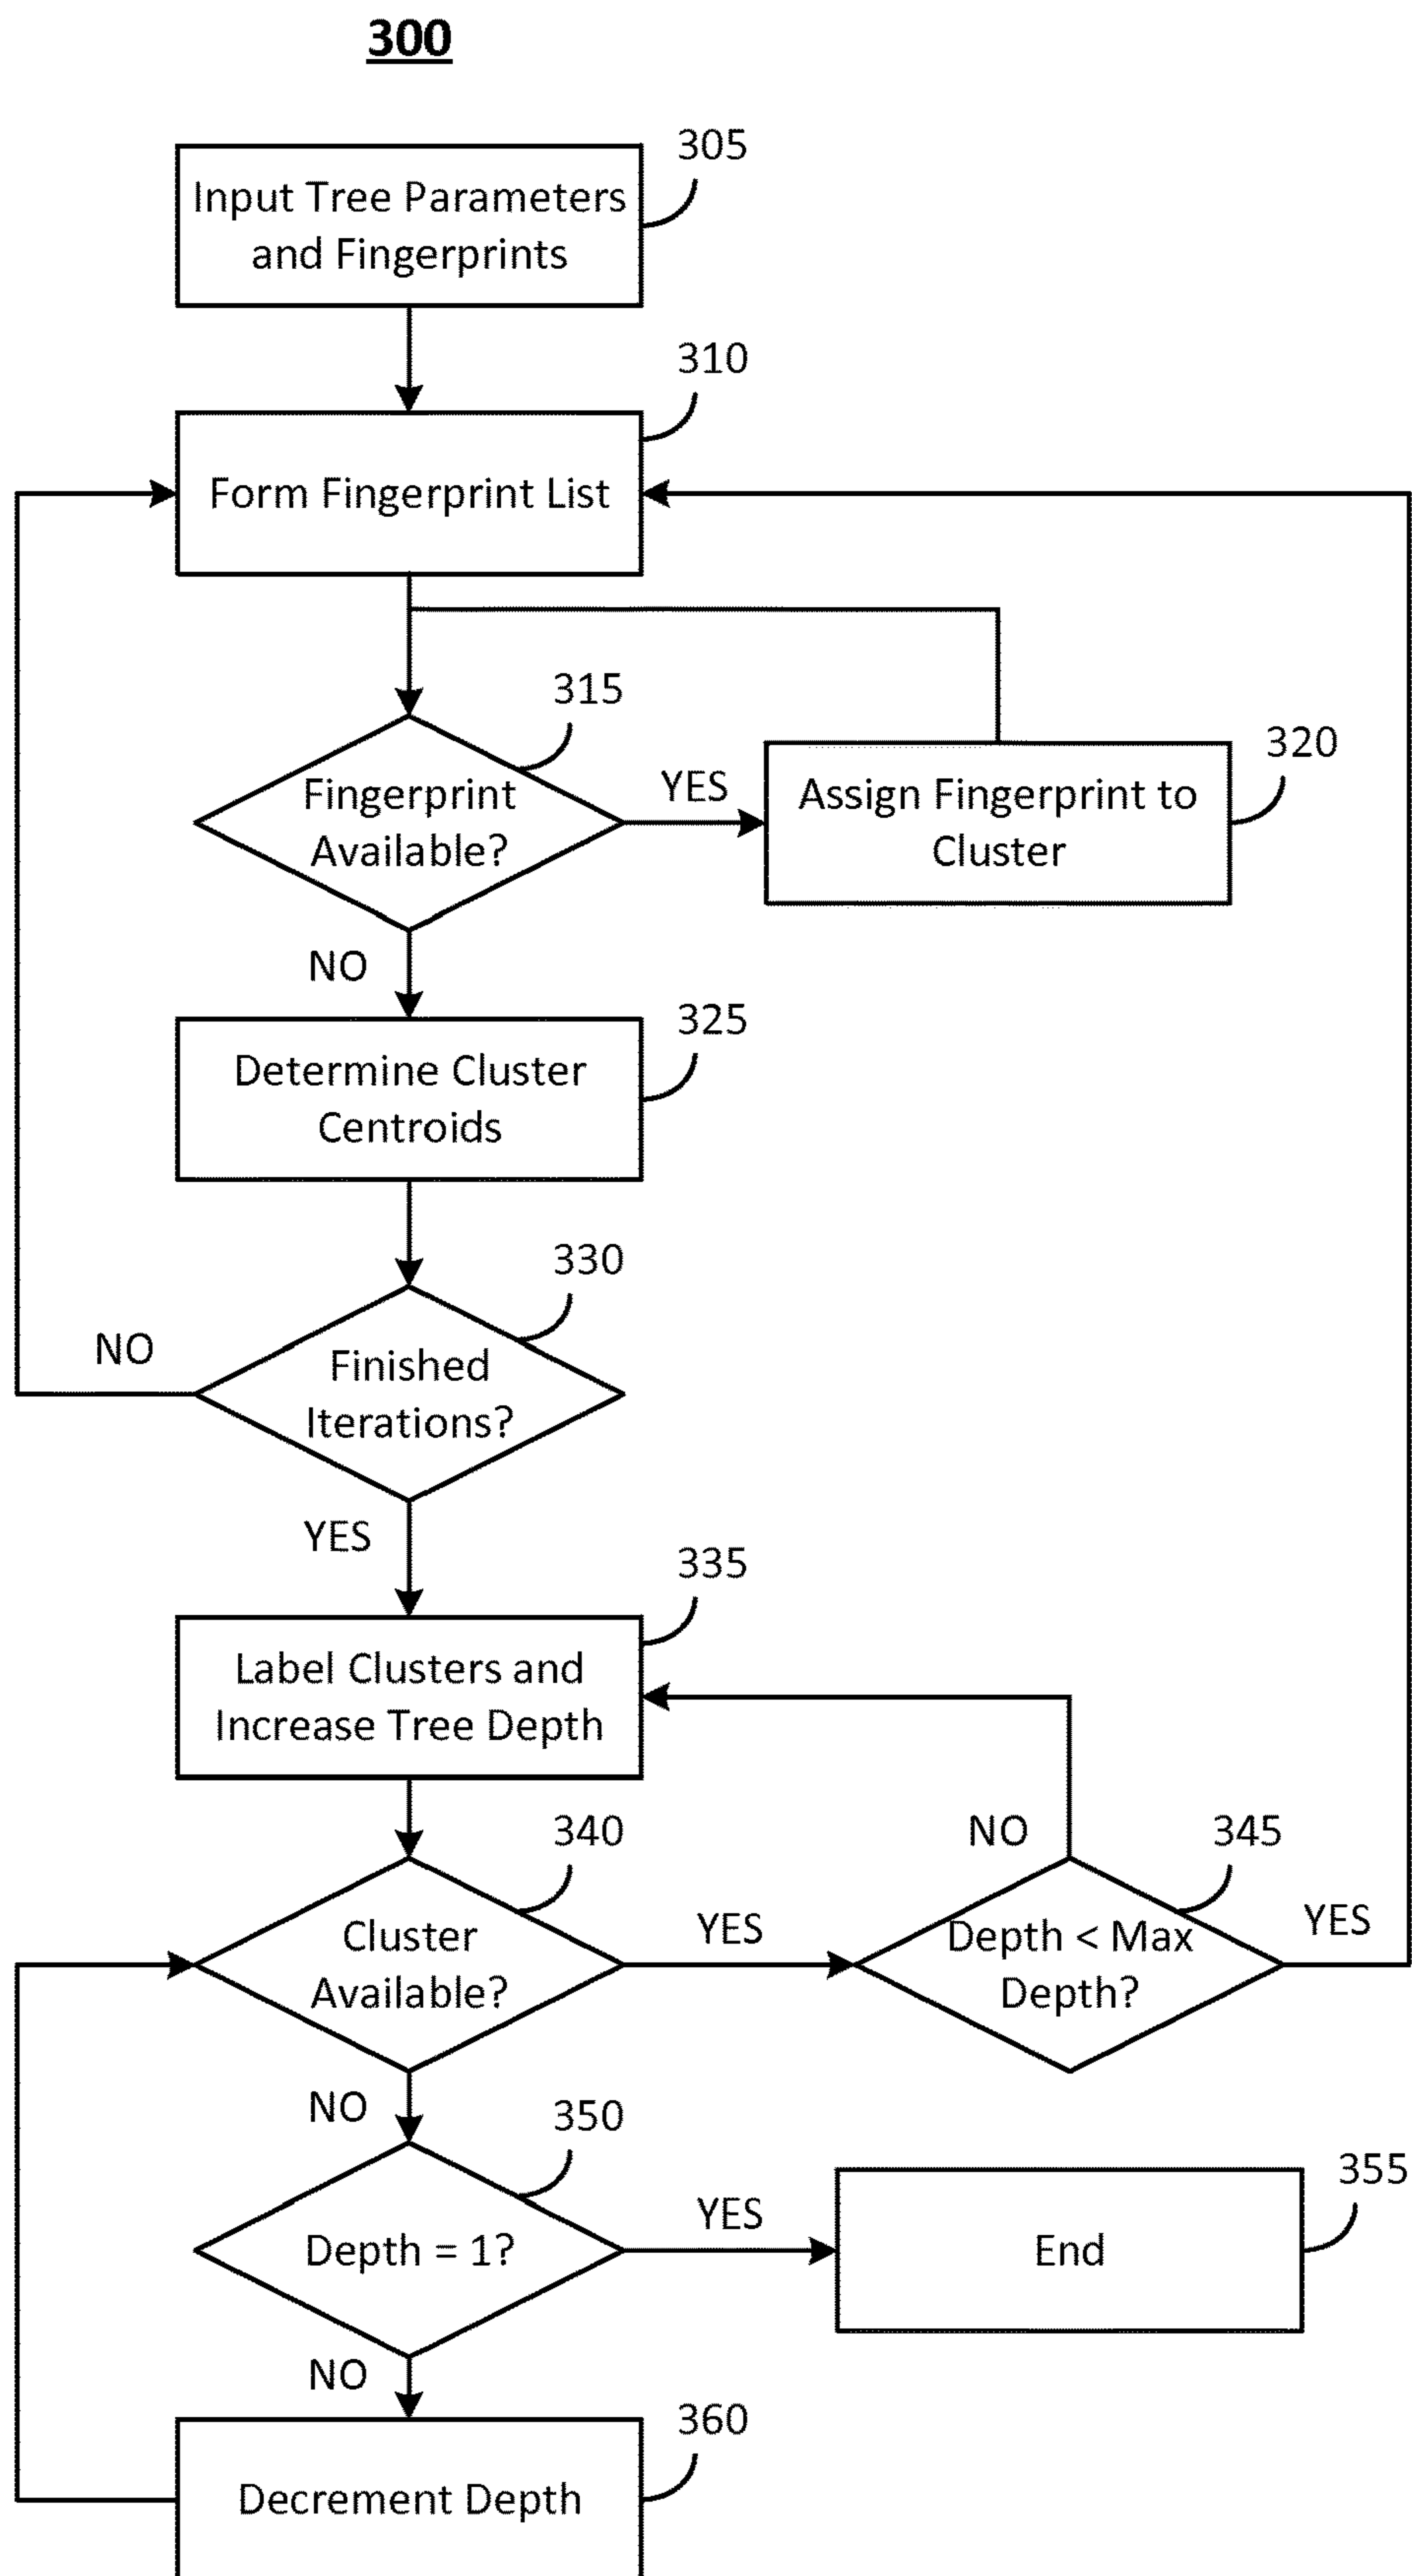 300
305
Input Tree Parameters
and Fingerprints
310
Form Fingerprint List
315
Fingerprint
Available?
YES
320
Assign Fingerprint to
Cluster
NO
325
Determine Cluster
Centroids
330
NO
Finished
Iterations?
YES
335
Label Clusters and
Increase Tree Depth
340
NO
345
Cluster
Available?
YES
Depth < Max
Depth?
YES
NO
350
355
Depth = 1?
YES
End
NO
360
Decrement Depth